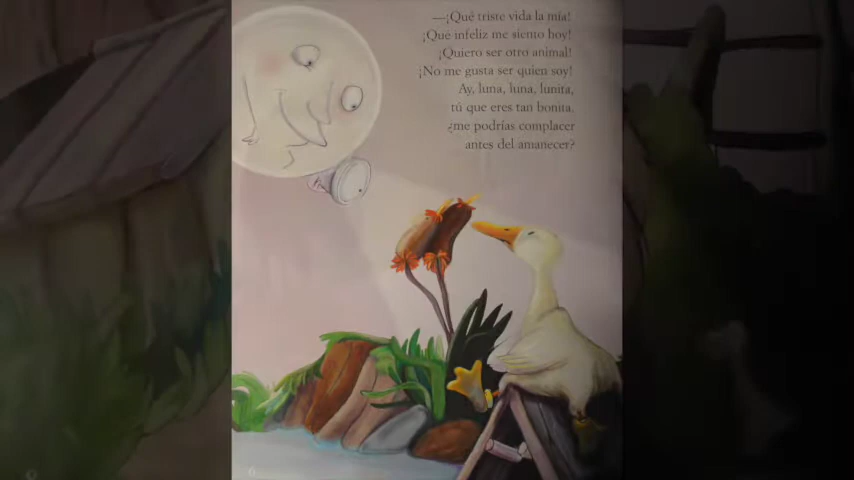 —¡Qué triste vida la mía!
¡Qué infeliz me siento hoy!
¡Quiero ser otro animal!
¡No me gusta ser quien soy!
Ay, luna, luna, lunita,
tú que eres tan bonita.
¿me podrías complacer
antes del amanecer?
6